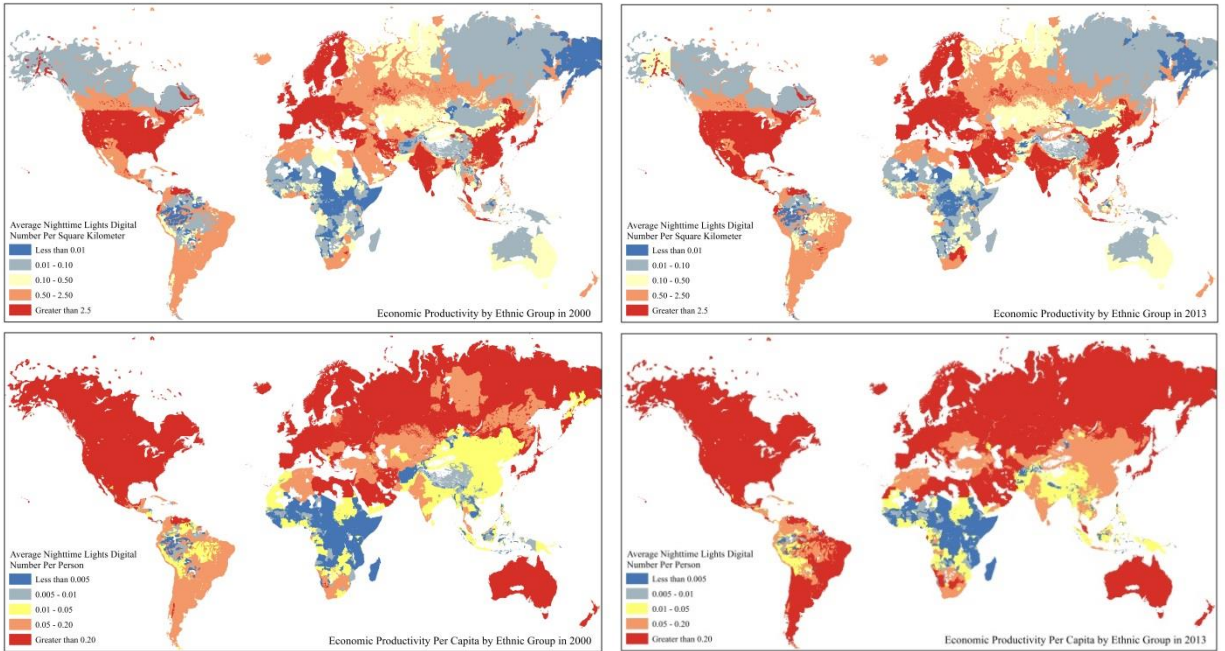 Average Nighttime Lights Digital
Number Per Square Kilometer
Less than 0.01
0.01 - 0.10
0.10 - 0.50
0.50 - 2.50
Greater than 2.5
Economic Productivity by Ethnic Group in 2000
Average Nighttime Lights Digital
Number Per Square Kilometer
Less than 0.01
0.01 - 0.10
0.10 - 0.50
0.50 - 2.50
Greater than 2.5
Economic Productivity by Ethnic Group in 2013
Average Nighttime Lights Digital
Number Per Person
Less than 0.005
0.005 - 0.01
0.01 - 0.05
0.05 - 0.20
Greater than 0.20
Economic Productivity Per Capita by Ethnic Group in 2000
Average Nighttime Lights Digital
Number Per Person
Less than 0.005
0.005 - 0.01
0.01 - 0.05
0.05 - 0.20
Greater than 0.20
Economic Productivity Per Capita by Ethnic Group in 2013